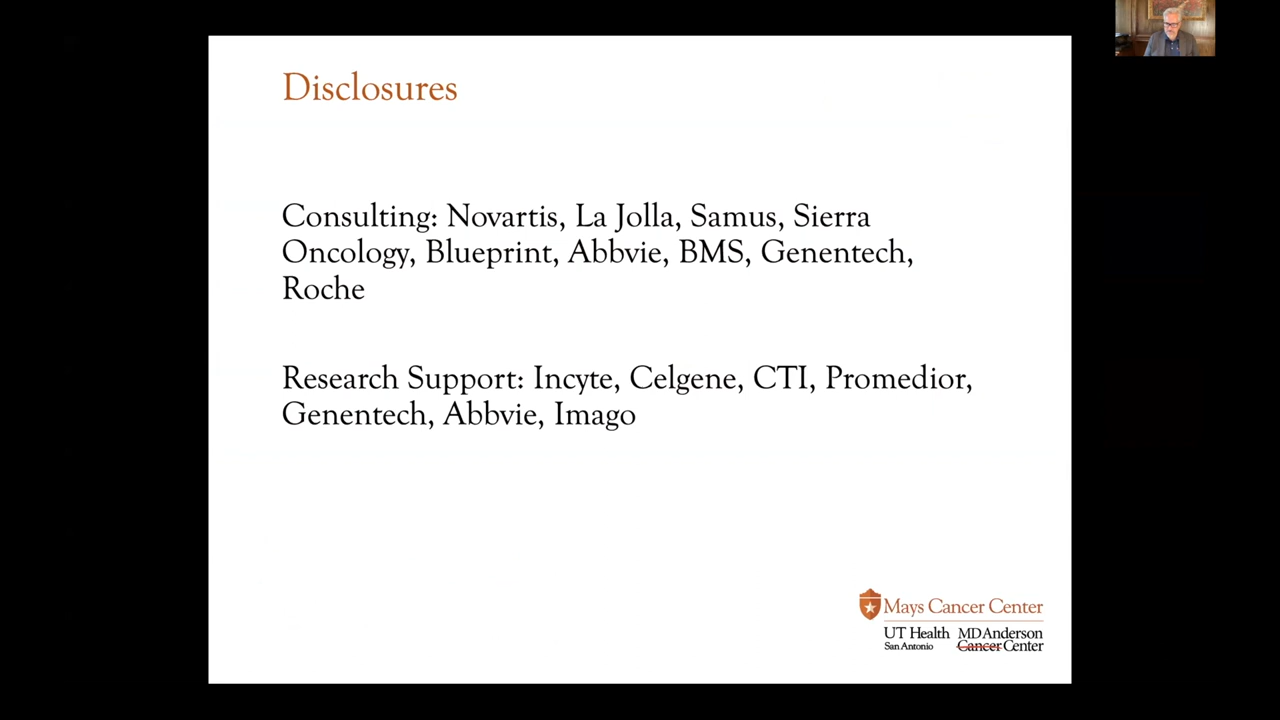 Disclosures
Consulting: Novartis, La Jolla, Samus, Sierra
Oncology, Blueprint, Abbvie, BMS, Genentech,
Roche
Research Support: Incyte, Celgene, CTI, Promedior,
Genentech, Abbvie, Imago
Mays Cancer Center
UT Health MD Anderson
San Antonio Cancer Center